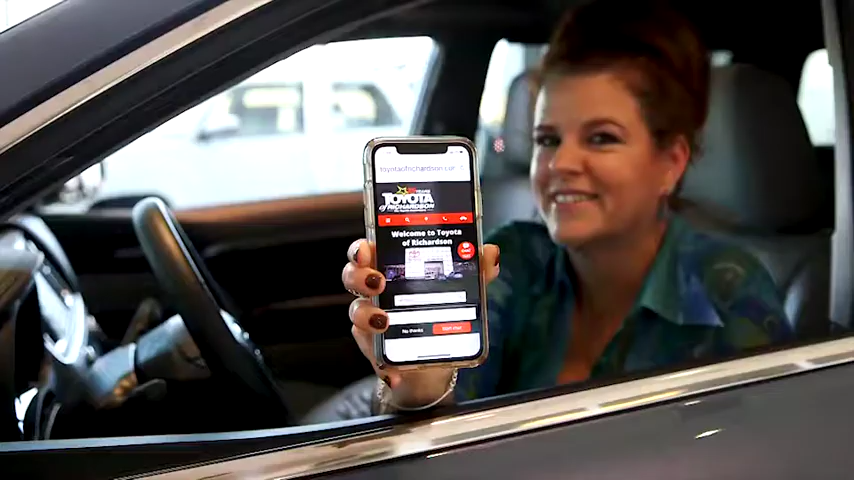 toyotaofrichardson.com
TOYOTA
of RICHARDSON
Welcome to Toyota
of Richardson
No thanks